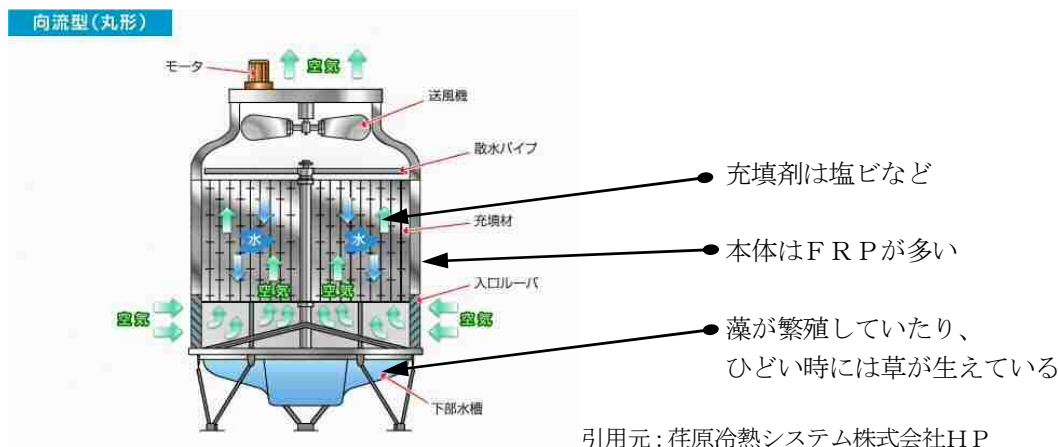 向流型(丸形)
モータ
空気
送風機
散水パイプ
● 充填剤は塩ビなど
充填材
水
水
● 本体はＦＲＰが多い
空気
空気
入口ルーバ
空気
空気
● 藻が繁殖していたり、
ひどい時には草が生えている
下部水槽
引用元：荏原冷熱システム株式会社ＨＰ